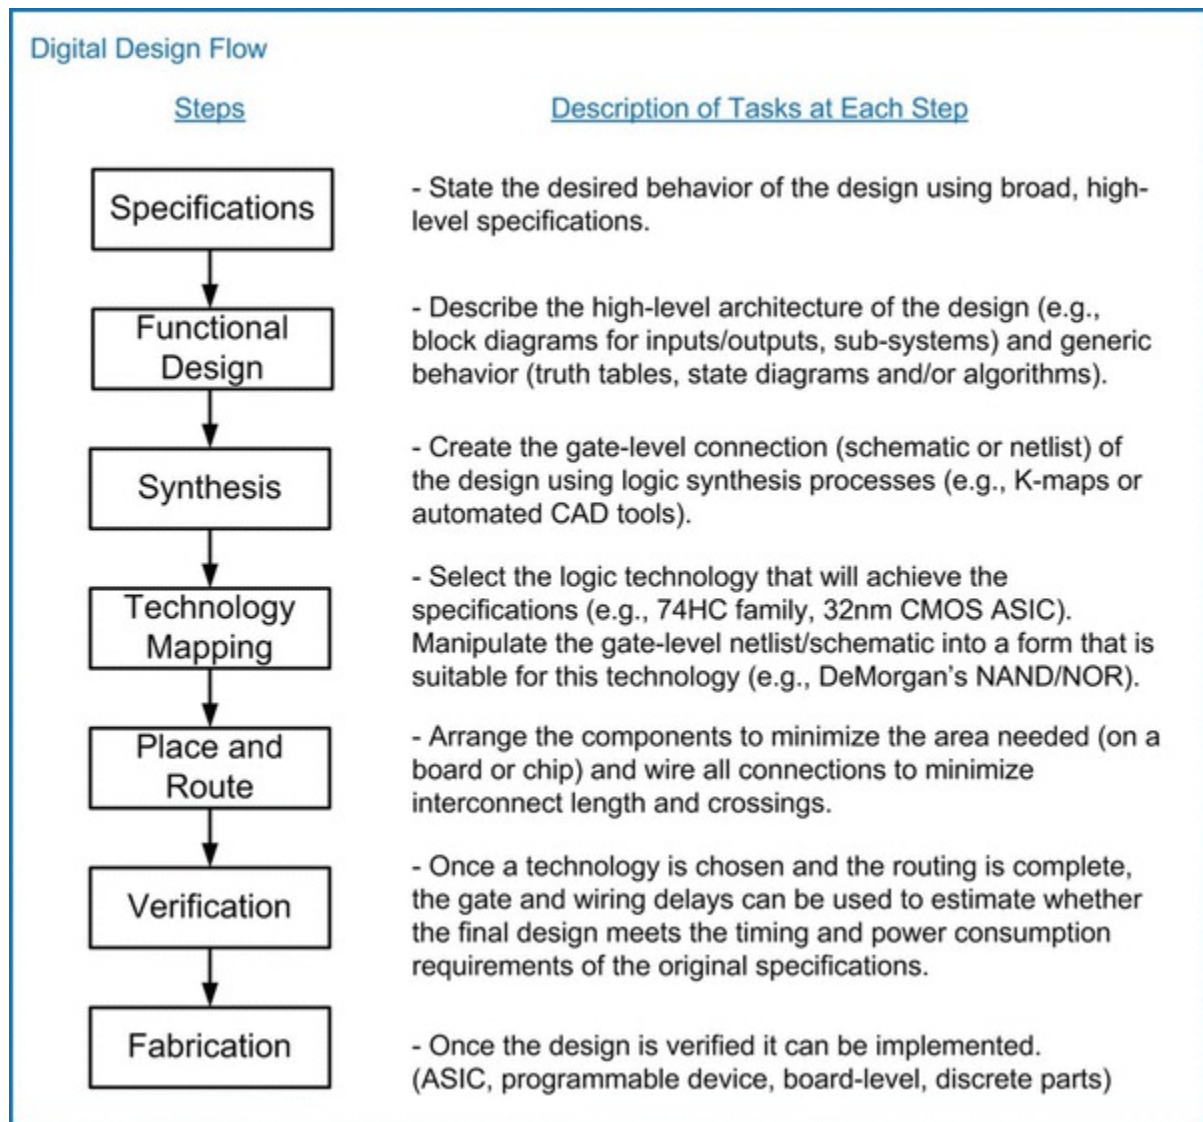 Digital Design Flow
Steps
Description of Tasks at Each Step
Specifications
- State the desired behavior of the design using broad, high-
level specifications.
Functional
Design
- Describe the high-level architecture of the design (e.g.,
block diagrams for inputs/outputs, sub-systems) and generic
behavior (truth tables, state diagrams and/or algorithms).
Synthesis
- Create the gate-level connection (schematic or netlist) of
the design using logic synthesis processes (e.g., K-maps or
automated CAD tools).
Technology
Mapping
- Select the logic technology that will achieve the
specifications (e.g., 74HC family, 32nm CMOS ASIC).
Manipulate the gate-level netlist/schematic into a form that is
suitable for this technology (e.g., DeMorgan's NAND/NOR).
Place and
Route
- Arrange the components to minimize the area needed (on a
board or chip) and wire all connections to minimize
interconnect length and crossings.
Verification
- Once a technology is chosen and the routing is complete,
the gate and wiring delays can be used to estimate whether
the final design meets the timing and power consumption
requirements of the original specifications.
Fabrication
- Once the design is verified it can be implemented.
(ASIC, programmable device, board-level, discrete parts)